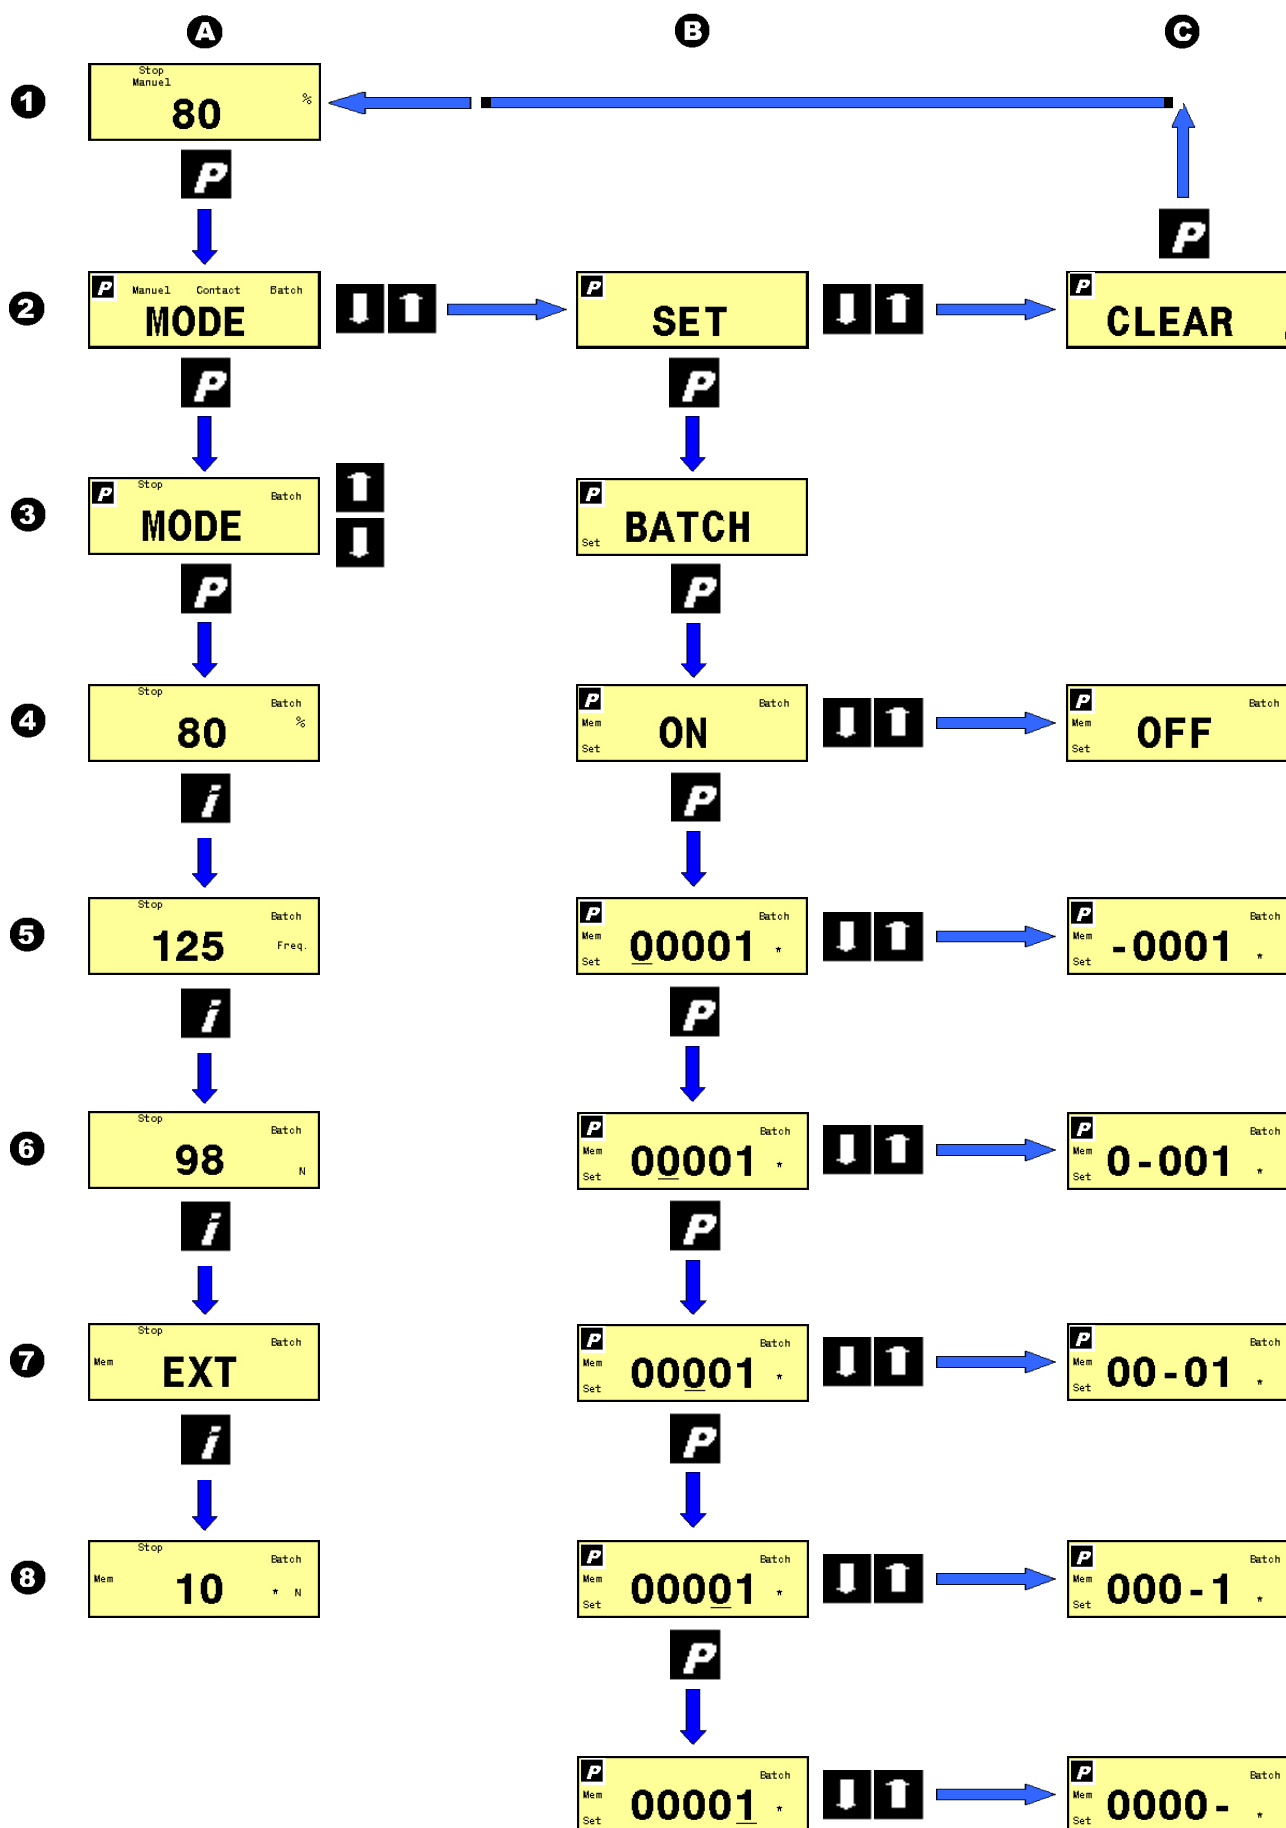 A B C
1
Stop
Manuel
80 %
P
P
2
P Manuel Contact Batch
MODE
P
SET
P
CLEAR
P
P
3
P Stop Batch
MODE
P
Set BATCH
P
P
4
Stop
Batch
80 %
P Batch
Mem
Set ON
P Batch
Mem
Set OFF
i
P
5
Stop
Batch
125 Freq.
P Batch
Mem
Set 00001 *
P Batch
Mem
Set -0001 *
i
P
6
Stop
Batch
98 N
P Batch
Mem
Set 00001 *
P Batch
Mem
Set 0-001 *
i
P
7
Stop
Batch
Mem EXT
P Batch
Mem
Set 00001 *
P Batch
Mem
Set 00-01 *
i
P
8
Stop
Batch
Mem 10 * N
P Batch
Mem
Set 00001 *
P Batch
Mem
Set 000-1 *
P
P Batch
Mem
Set 00001 *
P Batch
Mem
Set 0000- *